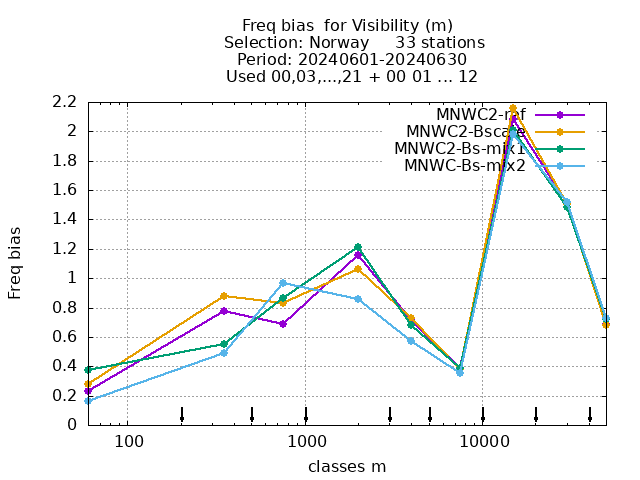 Freq bias  for Visibility (m)
Selection: Norway     33 stations
Period: 20240601-20240630
Used 00,03,...,21 + 00 01 ... 12
MNWC2-ref
MNWC2-Bscale
MNWC2-Bs-mix1
MNWC-Bs-mix2
Freq bias
2.2
2
1.8
1.6
1.4
1.2
1
0.8
0.6
0.4
0.2
0
100 1000 10000
classes m